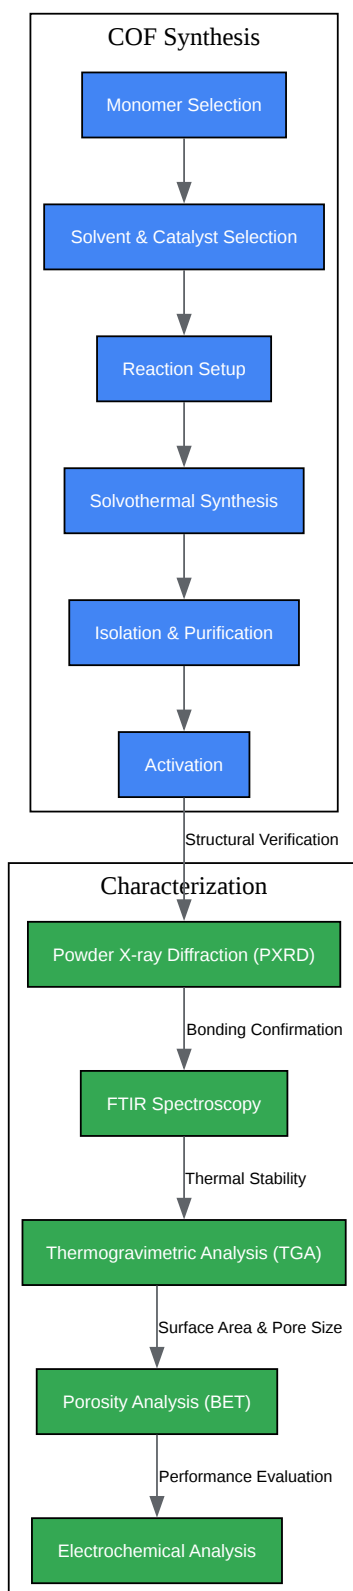 COF Synthesis
Monomer Selection
Solvent & Catalyst Selection
Reaction Setup
Solvothermal Synthesis
Isolation & Purification
Activation
Structural Verification
Characterization
Powder X-ray Diffraction (PXRD)
Bonding Confirmation
FTIR Spectroscopy
Thermal Stability
Thermogravimetric Analysis (TGA)
Surface Area & Pore Size
Porosity Analysis (BET)
Performance Evaluation
Electrochemical Analysis